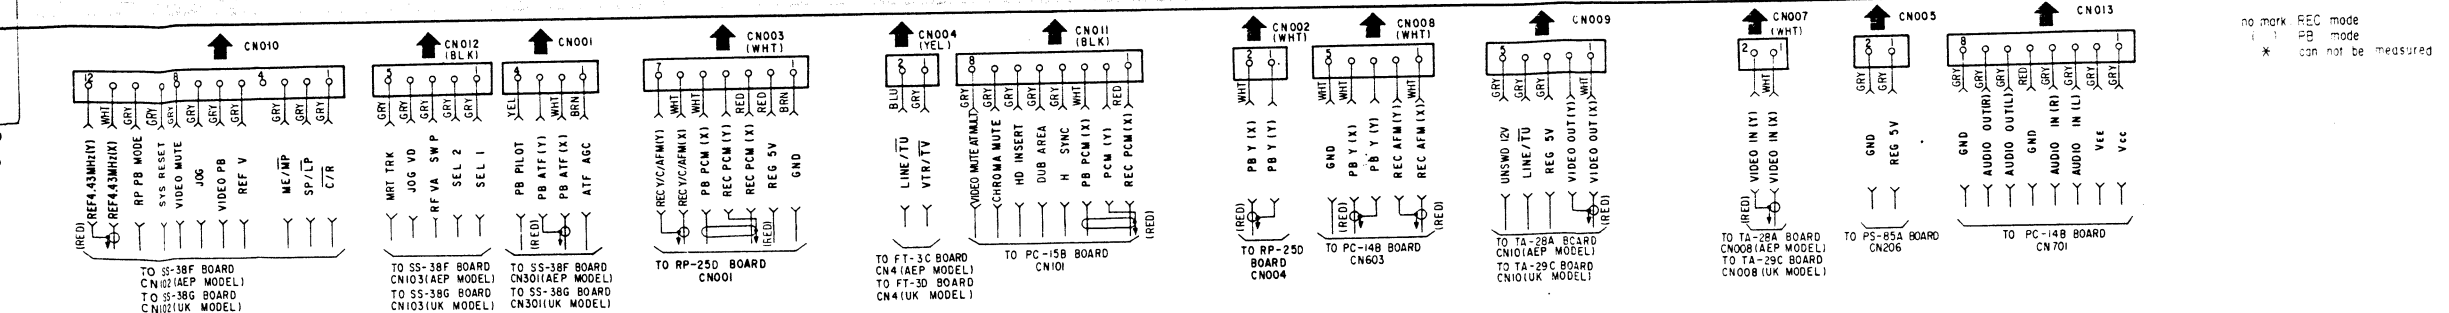 CN010
12 8 4 1
GRY WHT GRY GRY GRY GRY GRY GRY GRY GRY GRY
REF4.43MHz(Y)
REF4.43MHz(X)
RP PB MODE
SYS RESET
VIDEO MUTE
JOG
VIDEO PB
REF V
ME/MP
SP/LP
C/R
(RED)
TO SS-38F BOARD
CN102(AEP MODEL)
TO SS-38G BOARD
CN102(UK MODEL)
CN012
(BLK)
5 1
GRY GRY GRY GRY GRY
MRT TRK
JOG VD
RF VA SWP
SEL 2
SEL 1
TO SS-38F BOARD
CN103(AEP MODEL)
TO SS-38G BOARD
CN103(UK MODEL)
CN001
4 1
YEL WHT BRN
PB PILOT
PB ATF(Y)
PB ATF(X)
ATF AGC
(RED)
TO SS-38F BOARD
CN301(AEP MODEL)
TO SS-38G BOARD
CN301(UK MODEL)
CN003
(WHT)
7 1
GRY WHT WHT RED RED BRN
REC Y/C/AFM(Y)
REC Y/C/AFM(X)
PB PCM(X)
REC PCM(Y)
REC PCM(X)
REG 5V
GND
(RED)
TO RP-25D BOARD
CN001
CN004
(YEL)
2 1
BLU GRY
LINE/TU
VTR/TV
TO FT-3C BOARD
CN4(AEP MODEL)
TO FT-3D BOARD
CN4(UK MODEL)
CN011
(BLK)
8 1
GRY GRY GRY GRY GRY WHT RED
VIDEO MUTE AT MULTI
CHROMA MUTE
HD INSERT
DUB AREA
H SYNC
PB PCM(X)
PCM(Y)
REC PCM(X)
(RED)
TO PC-15B BOARD
CN101
CN002
(WHT)
2 1
WHT
PB Y(X)
PB Y(Y)
(RED)
TO RP-25D
BOARD
CN004
CN008
(WHT)
5 1
WHT WHT WHT
GND
PB Y(X)
PB Y(Y)
REC AFM(Y)
REC AFM(X)
(RED)
TO PC-14B BOARD
CN603
CN009
5 1
GRY GRY GRY WHT
UNSWD 12V
LINE/TU
REG 5V
VIDEO OUT(Y)
VIDEO OUT(X)
(RED)
TO TA-28A BOARD
CN10(AEP MODEL)
TO TA-29C BOARD
CN10(UK MODEL)
CN007
(WHT)
2 1
WHT
VIDEO IN(Y)
VIDEO IN(X)
(RED)
TO TA-28A BOARD
CN008(AEP MODEL)
TO TA-29C BOARD
CN008(UK MODEL)
CN005
2 1
GRY GRY
GND
REG 5V
TO PS-85A BOARD
CN206
CN013
8 1
GRY GRY GRY RED GRY GRY GRY GRY
GND
AUDIO OUT(R)
AUDIO OUT(L)
GND
AUDIO IN(R)
AUDIO IN(L)
VEE
Vcc
TO PC-14B BOARD
CN701
no mark REC mode
( ) PB mode
* can not be measured